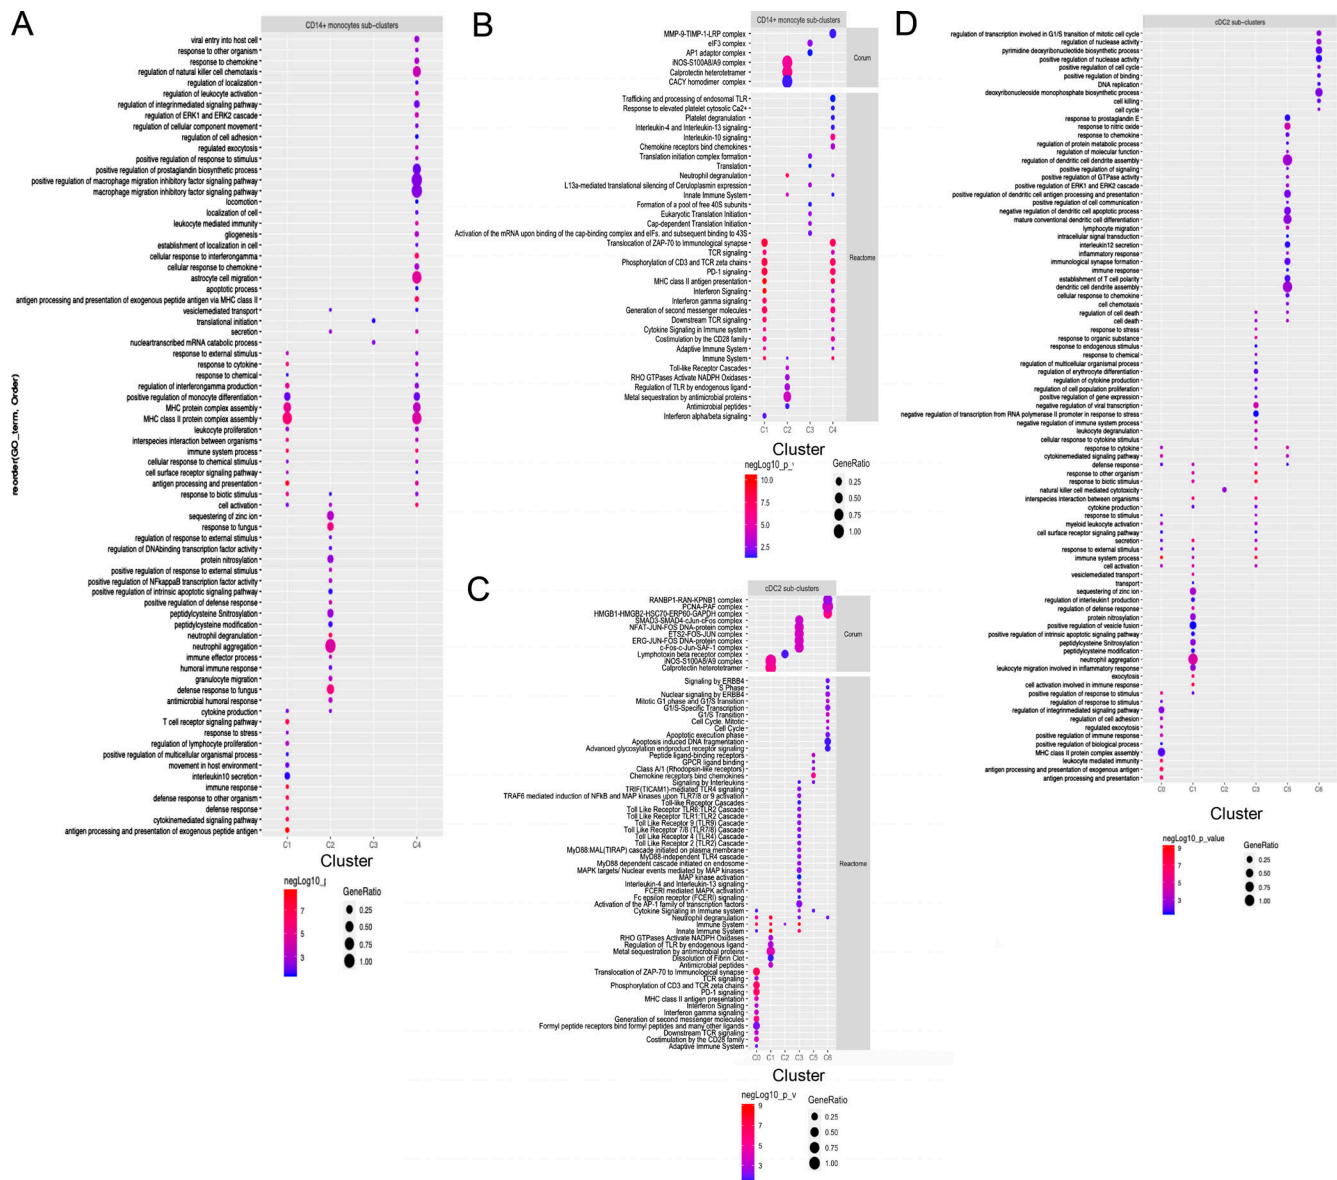 A
CD14+ monocytes sub-clusters
viral entry into host cell
response to other organism
response to chemokine
regulation of natural killer cell chemotaxis
regulation of localization
regulation of leukocyte activation
regulation of integrinmediated signaling pathway
regulation of ERK1 and ERK2 cascade
regulation of cellular component movement
regulation of cell adhesion
regulated exocytosis
positive regulation of response to stimulus
positive regulation of prostaglandin biosynthetic process
positive regulation of macrophage migration inhibitory factor signaling pathway
macrophage migration inhibitory factor signaling pathway
locomotion
localization of cell
leukocyte mediated immunity
gliogenesis
establishment of localization in cell
cellular response to interferongamma
cellular response to chemokine
astrocyte cell migration
apoptotic process
antigen processing and presentation of exogenous peptide antigen via MHC class II
vesiclemediated transport
translational initiation
secretion
nucleartranscribed mRNA catabolic process
response to external stimulus
response to cytokine
response to chemical
regulation of interferongamma production
positive regulation of monocyte differentiation
MHC protein complex assembly
MHC class II protein complex assembly
leukocyte proliferation
interspecies interaction between organisms
immune system process
cellular response to chemical stimulus
cell surface receptor signaling pathway
antigen processing and presentation
response to biotic stimulus
cell activation
sequestering of zinc ion
response to fungus
regulation of response to external stimulus
regulation of DNAbinding transcription factor activity
protein nitrosylation
positive regulation of response to external stimulus
positive regulation of NFkappaB transcription factor activity
positive regulation of intrinsic apoptotic signaling pathway
positive regulation of defense response
peptidylcysteine Snitrosylation
peptidylcysteine modification
neutrophil degranulation
neutrophil aggregation
immune effector process
humoral immune response
granulocyte migration
defense response to fungus
antimicrobial humoral response
cytokine production
T cell receptor signaling pathway
response to stress
regulation of lymphocyte proliferation
positive regulation of multicellular organismal process
movement in host environment
interleukin10 secretion
immune response
defense response to other organism
defense response
cytokinemediated signaling pathway
antigen processing and presentation of exogenous peptide antigen
reorder(GO_term, Order)
C1 C2 C3 C4
Cluster
negLog10_p
7
5
3
GeneRatio
0.25
0.50
0.75
1.00
B
CD14+ monocyte sub-clusters
MMP-9-TIMP-1-LRP complex
eIF3 complex
AP1 adaptor complex
iNOS-S100A8/A9 complex
Calprotectin heterotetramer
CACY homodimer complex
Corum
Trafficking and processing of endosomal TLR
Response to elevated platelet cytosolic Ca2+
Platelet degranulation
Interleukin-4 and Interleukin-13 signaling
Interleukin-10 signaling
Chemokine receptors bind chemokines
Translation initiation complex formation
Translation
Neutrophil degranulation
L13a-mediated translational silencing of Ceruloplasmin expression
Innate Immune System
Formation of a pool of free 40S subunits
Eukaryotic Translation Initiation
Cap-dependent Translation Initiation
Activation of the mRNA upon binding of the cap-binding complex and eIFs, and subsequent binding to 43S
Translocation of ZAP-70 to Immunological synapse
TCR signaling
Phosphorylation of CD3 and TCR zeta chains
PD-1 signaling
MHC class II antigen presentation
Interferon Signaling
Interferon gamma signaling
Generation of second messenger molecules
Downstream TCR signaling
Cytokine Signaling in Immune system
Costimulation by the CD28 family
Adaptive Immune System
Immune System
Toll-like Receptor Cascades
RHO GTPases Activate NADPH Oxidases
Regulation of TLR by endogenous ligand
Metal sequestration by antimicrobial proteins
Antimicrobial peptides
Interferon alpha/beta signaling
Reactome
C1 C2 C3 C4
Cluster
negLog10_p_v
10.0
7.5
5.0
2.5
GeneRatio
0.25
0.50
0.75
1.00
C
cDC2 sub-clusters
RANBP1-RAN-KPNB1 complex
PCNA-PAF complex
HMGB1-HMGB2-HSC70-ERP60-GAPDH complex
SMAD3-SMAD4-cJun-cFos complex
NFAT-JUN-FOS DNA-protein complex
ETS2-FOS-JUN complex
ERG-JUN-FOS DNA-protein complex
c-Fos-c-Jun-SAF-1 complex
Lymphotoxin beta receptor complex
iNOS-S100A8/A9 complex
Calprotectin heterotetramer
Corum
Signaling by ERBB4
S Phase
Nuclear signaling by ERBB4
Mitotic G1 phase and G1/S transition
G1/S-Specific Transcription
G1/S Transition
Cell Cycle, Mitotic
Cell Cycle
Apoptotic execution phase
Apoptosis induced DNA fragmentation
Advanced glycosylation endproduct receptor signaling
Peptide ligand-binding receptors
GPCR ligand binding
Class A/1 (Rhodopsin-like receptors)
Chemokine receptors bind chemokines
Signaling by Interleukins
TRIF(TICAM1)-mediated TLR4 signaling
TRAF6 mediated induction of NFkB and MAP kinases upon TLR7/8 or 9 activation
Toll-like Receptor Cascades
Toll Like Receptor TLR6:TLR2 Cascade
Toll Like Receptor TLR1:TLR2 Cascade
Toll Like Receptor 9 (TLR9) Cascade
Toll Like Receptor 7/8 (TLR7/8) Cascade
Toll Like Receptor 4 (TLR4) Cascade
Toll Like Receptor 2 (TLR2) Cascade
MyD88:MAL(TIRAP) cascade initiated on plasma membrane
MyD88-independent TLR4 cascade
MyD88 dependent cascade initiated on endosome
MAPK targets/ Nuclear events mediated by MAP kinases
MAP kinase activation
Interleukin-4 and Interleukin-13 signaling
FCERI mediated MAPK activation
Fc epsilon receptor (FCERI) signaling
Activation of the AP-1 family of transcription factors
Cytokine Signaling in Immune system
Neutrophil degranulation
Immune System
Innate Immune System
RHO GTPases Activate NADPH Oxidases
Regulation of TLR by endogenous ligand
Metal sequestration by antimicrobial proteins
Dissolution of Fibrin Clot
Antimicrobial peptides
Translocation of ZAP-70 to Immunological synapse
TCR signaling
Phosphorylation of CD3 and TCR zeta chains
PD-1 signaling
MHC class II antigen presentation
Interferon Signaling
Interferon gamma signaling
Generation of second messenger molecules
Formyl peptide receptors bind formyl peptides and many other ligands
Downstream TCR signaling
Costimulation by the CD28 family
Adaptive Immune System
Reactome
C0 C1 C2 C3 C5 C6
Cluster
negLog10_p_v
9
7
5
3
GeneRatio
0.25
0.50
0.75
1.00
D
cDC2 sub-clusters
regulation of transcription involved in G1/S transition of mitotic cell cycle
regulation of nuclease activity
pyrimidine deoxyribonucleotide biosynthetic process
positive regulation of nuclease activity
positive regulation of cell cycle
positive regulation of binding
DNA replication
deoxyribonucleoside monophosphate biosynthetic process
cell killing
cell cycle
response to prostaglandin E
response to nitric oxide
response to chemokine
regulation of protein metabolic process
regulation of molecular function
regulation of dendritic cell dendrite assembly
positive regulation of signaling
positive regulation of GTPase activity
positive regulation of ERK1 and ERK2 cascade
positive regulation of dendritic cell antigen processing and presentation
positive regulation of cell communication
negative regulation of dendritic cell apoptotic process
mature conventional dendritic cell differentiation
lymphocyte migration
intracellular signal transduction
interleukin12 secretion
inflammatory response
immunological synapse formation
immune response
establishment of T cell polarity
dendritic cell dendrite assembly
cellular response to chemokine
cell chemotaxis
regulation of cell death
cell death
response to stress
response to organic substance
response to endogenous stimulus
response to chemical
regulation of multicellular organismal process
regulation of erythrocyte differentiation
regulation of cytokine production
regulation of cell population proliferation
positive regulation of gene expression
negative regulation of viral transcription
negative regulation of transcription from RNA polymerase II promoter in response to stress
negative regulation of immune system process
leukocyte degranulation
cellular response to cytokine stimulus
response to cytokine
cytokinemediated signaling pathway
defense response
response to other organism
response to biotic stimulus
natural killer cell mediated cytotoxicity
interspecies interaction between organisms
cytokine production
response to stimulus
myeloid leukocyte activation
cell surface receptor signaling pathway
secretion
response to external stimulus
immune system process
cell activation
vesiclemediated transport
transport
sequestering of zinc ion
regulation of interleukin1 production
regulation of defense response
protein nitrosylation
positive regulation of vesicle fusion
positive regulation of intrinsic apoptotic signaling pathway
peptidylcysteine Snitrosylation
peptidylcysteine modification
neutrophil aggregation
leukocyte migration involved in inflammatory response
exocytosis
cell activation involved in immune response
positive regulation of response to stimulus
regulation of response to stimulus
regulation of integrinmediated signaling pathway
regulation of cell adhesion
regulated exocytosis
positive regulation of immune response
positive regulation of biological process
MHC class II protein complex assembly
leukocyte mediated immunity
antigen processing and presentation of exogenous antigen
antigen processing and presentation
C0 C1 C2 C3 C5 C6
Cluster
negLog10_p_value
9
7
5
3
GeneRatio
0.25
0.50
0.75
1.00